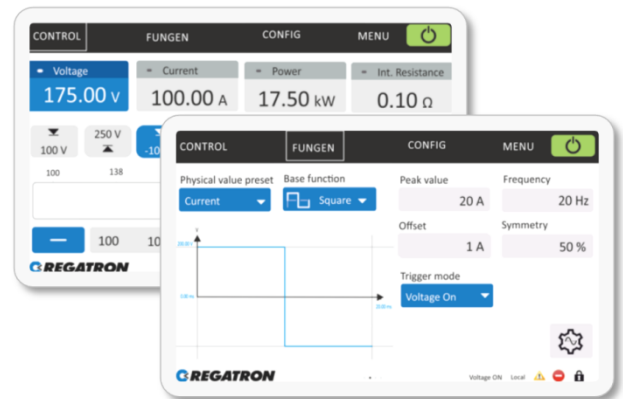 CONTROL FUNGEN CONFIG MENU
Voltage Current Power Int. Resistance
175.00 V 100.00 A 17.50 kW 0.10 Ω
100 V 250 V -10
100 138
100 10
REGATRON
CONTROL FUNGEN CONFIG MENU
Physical value preset Base function Peak value Frequency
Current Square 20 A 20 Hz
Offset Symmetry
1 A 50 %
Trigger mode
Voltage On
REGATRON
Voltage ON Local